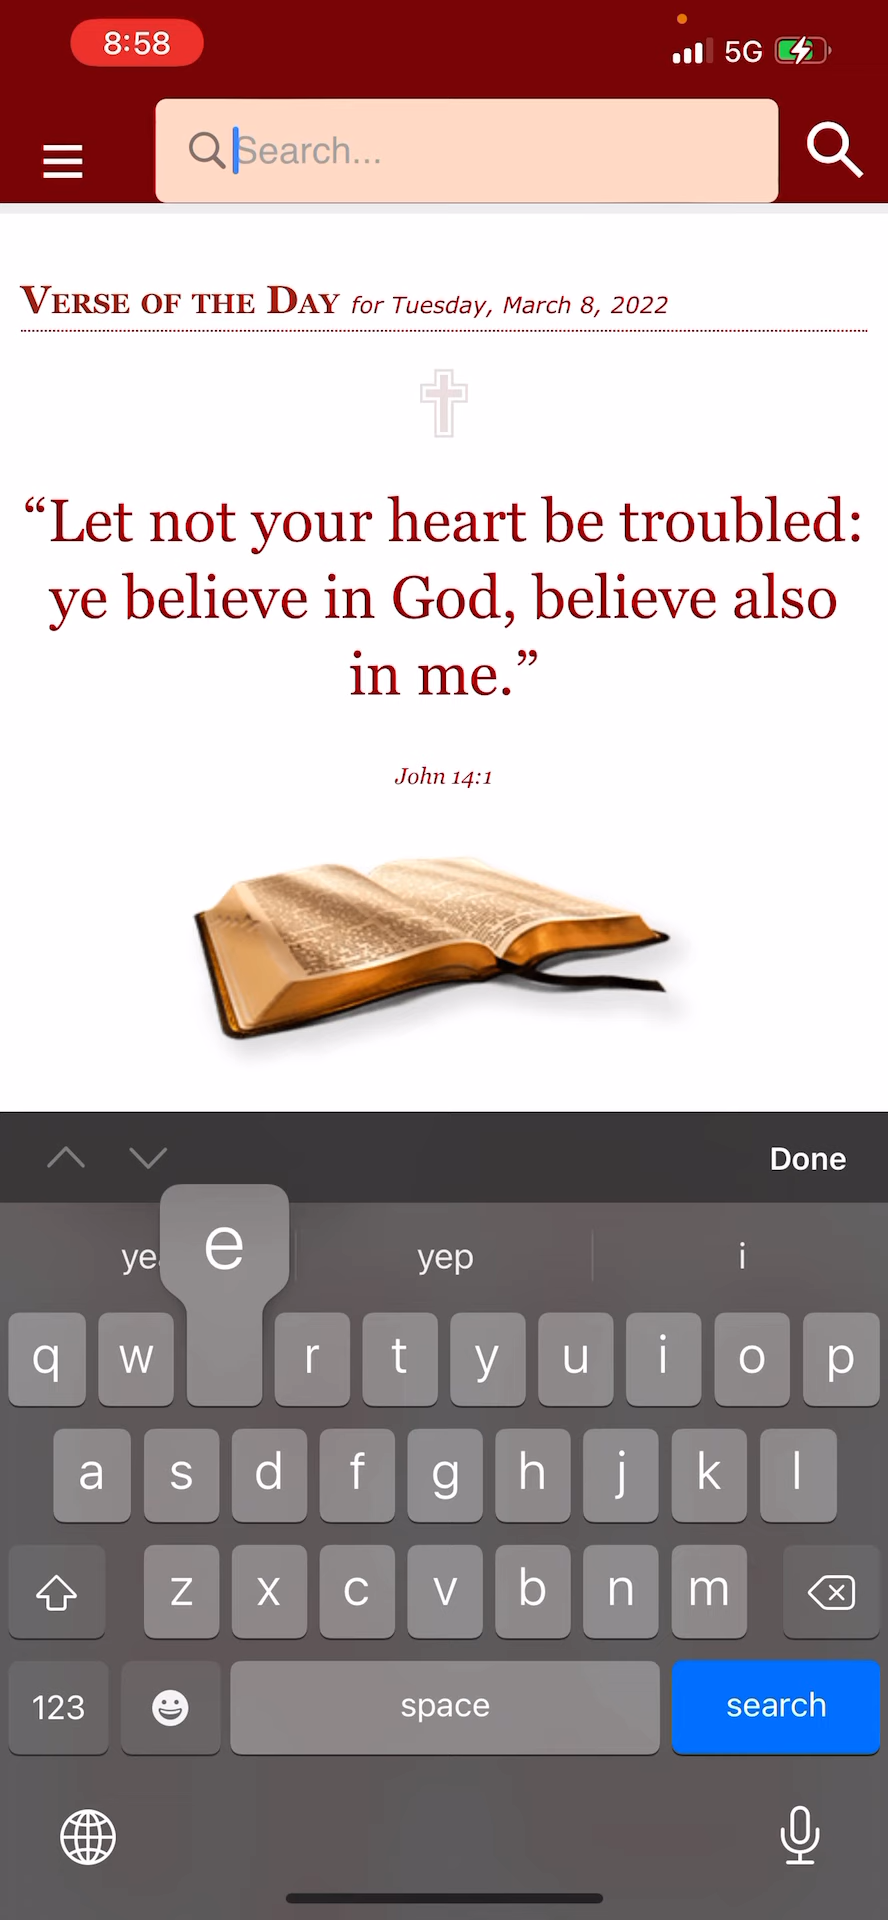 8:58
5G
Search...
Verse of the Day for Tuesday, March 8, 2022
“Let not your heart be troubled:
ye believe in God, believe also
in me.”
John 14:1
Done
e
yep
i
q w r t y u i o p
a s d f g h j k l
z x c v b n m
123
space
search